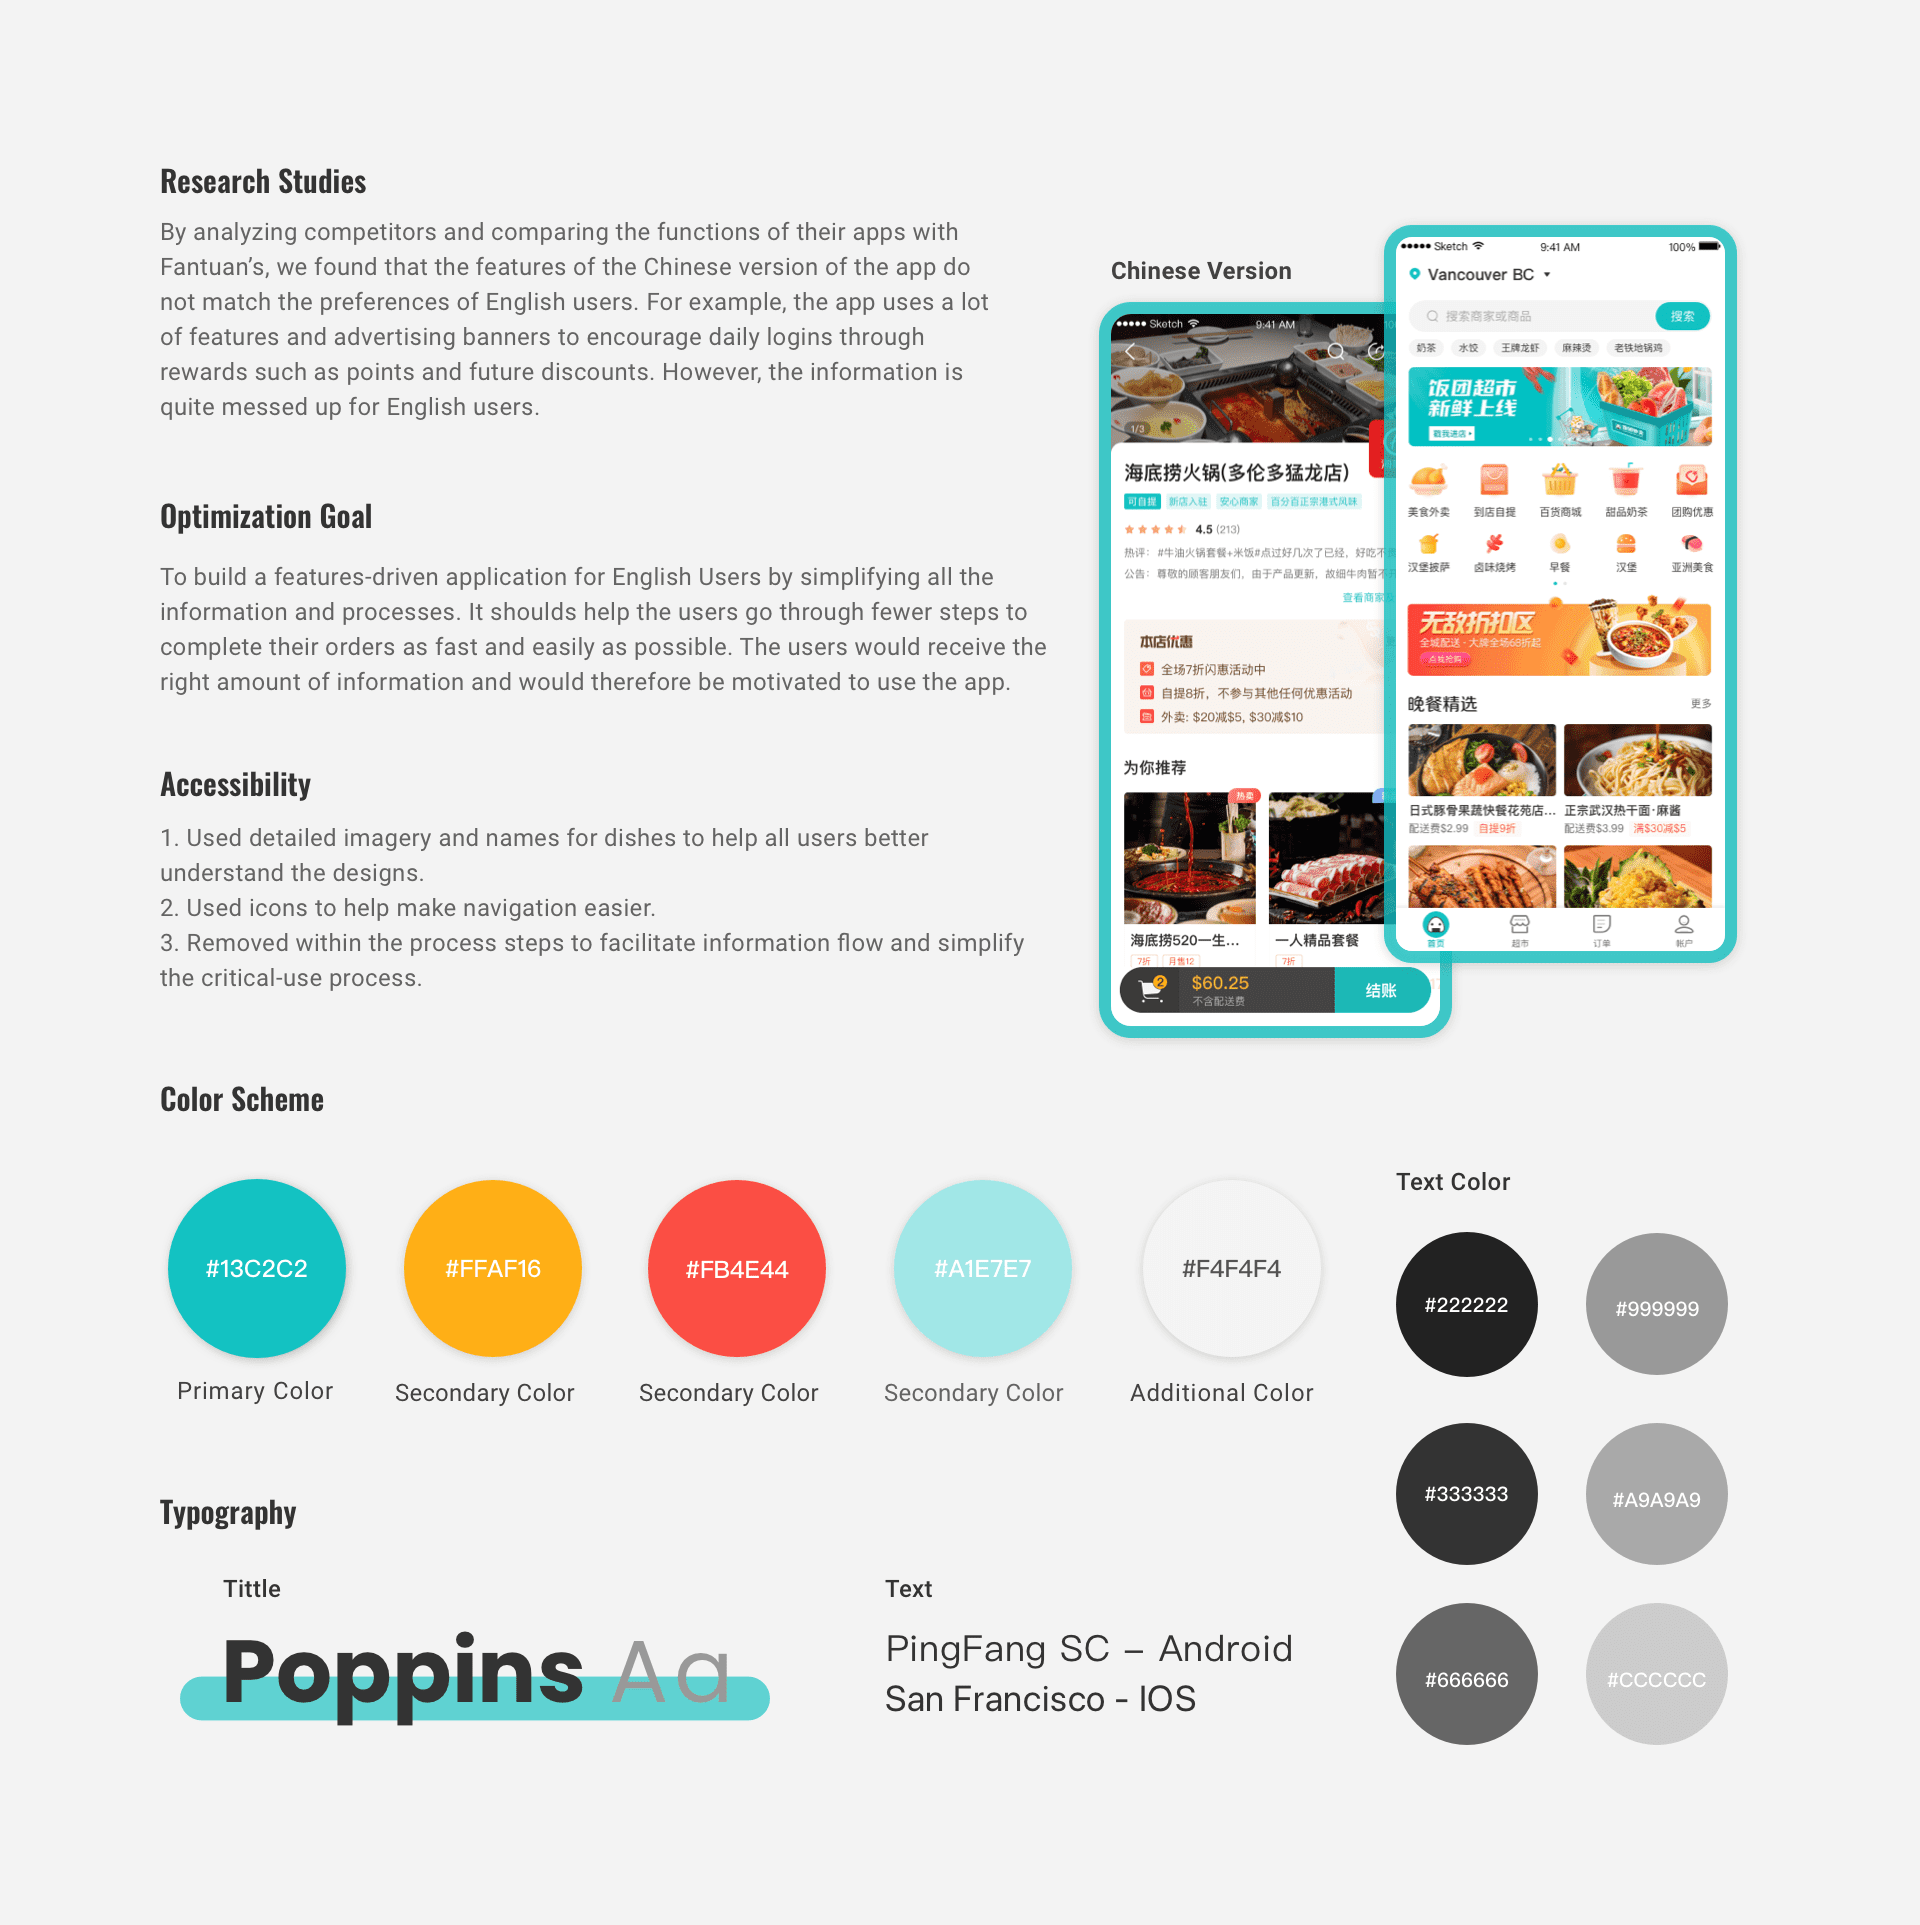 Research Studies
By analyzing competitors and comparing the functions of their apps with
Fantuan’s, we found that the features of the Chinese version of the app do
not match the preferences of English users. For example, the app uses a lot
of features and advertising banners to encourage daily logins through
rewards such as points and future discounts. However, the information is
quite messed up for English users.
Optimization Goal
To build a features-driven application for English Users by simplifying all the
information and processes. It shoulds help the users go through fewer steps to
complete their orders as fast and easily as possible. The users would receive the
right amount of information and would therefore be motivated to use the app.
Accessibility
1. Used detailed imagery and names for dishes to help all users better
understand the designs.
2. Used icons to help make navigation easier.
3. Removed within the process steps to facilitate information flow and simplify
the critical-use process.
Chinese Version
Sketch 9:41 AM
1/3
海底捞火锅(多伦多猛龙店)
可自提 新店入驻 安心商家 百分百正宗港式风味
4.5 (213)
热评: #牛油火锅套餐+米饭#点过好几次了已经, 好吃不
公告: 尊敬的顾客朋友们, 由于产品更新, 故细牛肉暂不
查看商家
本店优惠
全场7折闪惠活动中
自提8折, 不参与其他任何优惠活动
外卖: $20减$5, $30减$10
为你推荐
热卖
海底捞520一生... 一人精品套餐
7折 月售12 7折
2 $60.25
不含配送费
结账
Sketch 9:41 AM 100%
Vancouver BC
搜索商家或商品 搜索
奶茶 水饺 王牌龙虾 麻辣烫 老铁地锅鸡
饭团超市
新鲜上线
戳我进店
美食外卖 到店自提 百货商城 甜品奶茶 团购优惠
汉堡披萨 卤味烧烤 早餐 汉堡 亚洲美食
无敌折扣区
全城配送·大牌全场68折起
点我抢购
晚餐精选 更多
日式豚骨果蔬快餐花苑店... 正宗武汉热干面·麻酱
配送费$2.99 自提9折 配送费$3.99 满$30减$5
首页 超市 订单 帐户
Color Scheme
#13C2C2 #FFAF16 #FB4E44 #A1E7E7 #F4F4F4
Primary Color Secondary Color Secondary Color Secondary Color Additional Color
Text Color
#222222 #999999
#333333 #A9A9A9
#666666 #CCCCCC
Typography
Tittle
Poppins Aa
Text
PingFang SC – Android
San Francisco - IOS